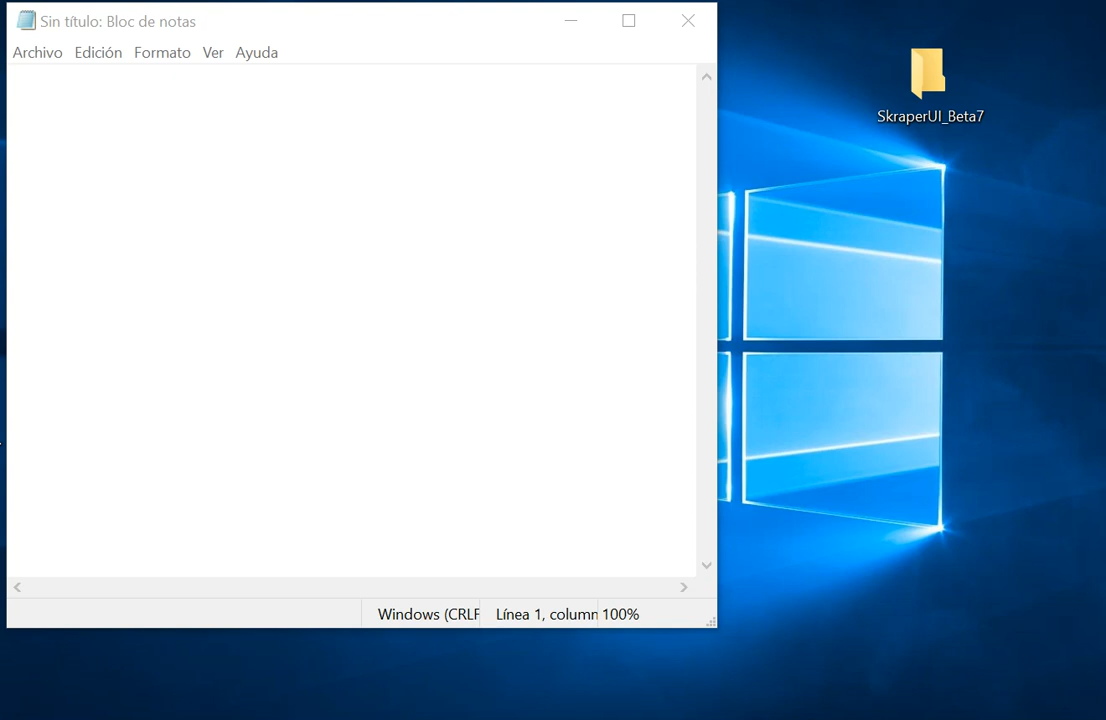 Sin título: Bloc de notas
Archivo Edición Formato Ver Ayuda
SkraperUI_Beta7
Windows (CRLF Línea 1, column 100%